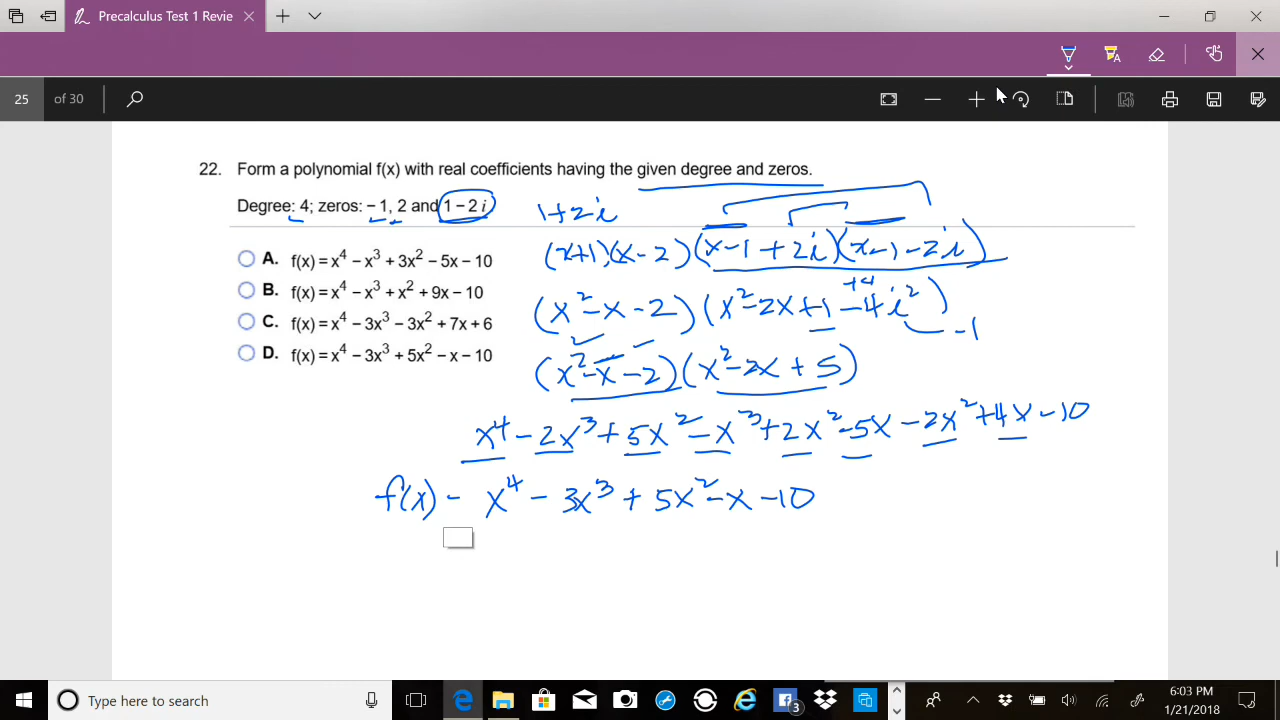 Precalculus Test 1 Revie
25 of 30
22. Form a polynomial f(x) with real coefficients having the given degree and zeros.
Degree: 4; zeros: − 1, 2 and 1 − 2 i
1+2i
(x+1)(x-2)(x-1+2i)(x-1-2i)
A. f(x) = x⁴ − x³ + 3x² − 5x − 10
B. f(x) = x⁴ − x³ + x² + 9x − 10
C. f(x) = x⁴ − 3x³ − 3x² + 7x + 6
D. f(x) = x⁴ − 3x³ + 5x² − x − 10
+4
(x²-x-2)(x²-2x+1-4i²)
-1
(x²-x-2)(x²-2x+5)
x⁴-2x³+5x²-x³+2x²-5x-2x²+4x-10
f(x) - x⁴-3x³+5x²-x-10
Type here to search
3
6:03 PM
1/21/2018